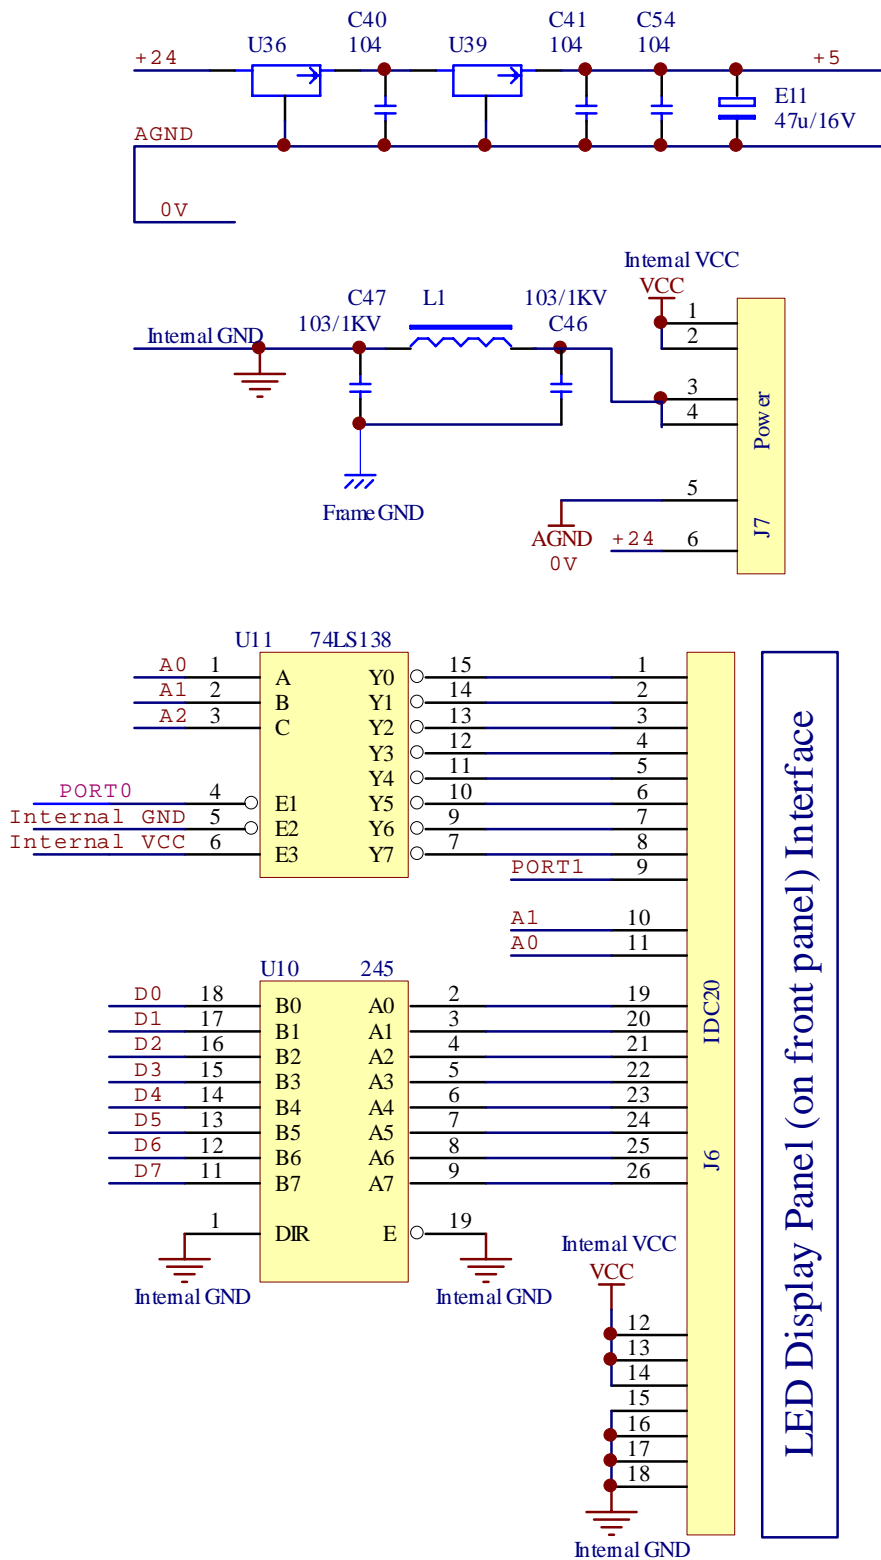 C40 C41 C54
U36 104 U39 104 104
+24 +5
E11
47u/16V
AGND
0V
Internal VCC
C47 L1 103/1KV VCC
103/1KV C46 1
Internal GND 2
3
4
Power
5
Frame GND AGND +24 6 J7
0V
U11 74LS138
A0 1 A Y0 15 1
A1 2 B Y1 14 2
A2 3 C Y2 13 3
Y3 12 4
Y4 11 5
PORT0 4 E1 Y5 10 6
Internal GND 5 E2 Y6 9 7
Internal VCC 6 E3 Y7 7 8
PORT1 9
A1 10
A0 11
U10 245
D0 18 B0 A0 2 19
D1 17 B1 A1 3 20
D2 16 B2 A2 4 21
D3 15 B3 A3 5 22
D4 14 B4 A4 6 23
D5 13 B5 A5 7 24
D6 12 B6 A6 8 25
D7 11 B7 A7 9 26
IDC20
J6
1 DIR E 19
Internal GND Internal GND
Internal VCC
VCC
12
13
14
15
16
17
18
Internal GND
LED Display Panel (on front panel) Interface